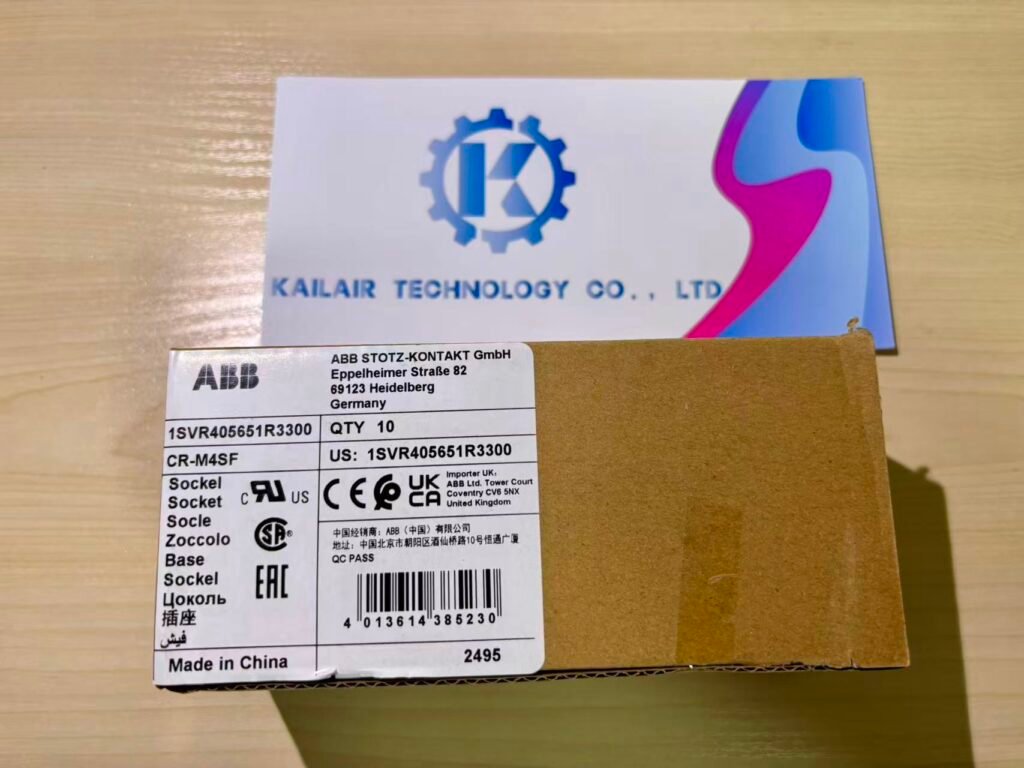 K
KAILAIR TECHNOLOGY CO., LTD
ABB
ABB STOTZ-KONTAKT GmbH
Eppelheimer Straße 82
69123 Heidelberg
Germany
1SVR405651R3300
QTY 10
CR-M4SF
US: 1SVR405651R3300
Sockel
Socket
Socle
Zoccolo
Base
Sockel
Цоколь
插座
فيش
C RU US
SA®
EAC
CE
UK
CA
Importer UK:
ABB Ltd. Tower Court
Coventry CV6 5NX
United Kingdom
中国经销商: ABB (中国) 有限公司
地址: 中国北京市朝阳区酒仙桥路10号恒通广厦
QC PASS
4 013614 385230
Made in China
2495